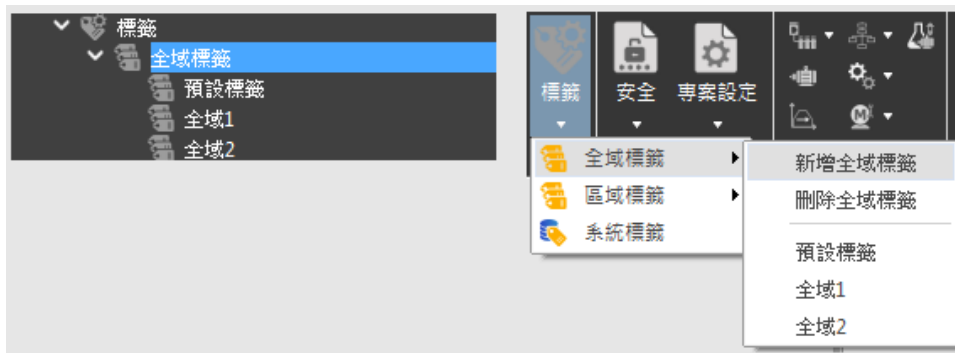 標籤
全域標籤
預設標籤
全域1
全域2
標籤
安全
專案設定
全域標籤
區域標籤
系統標籤
新增全域標籤
刪除全域標籤
預設標籤
全域1
全域2